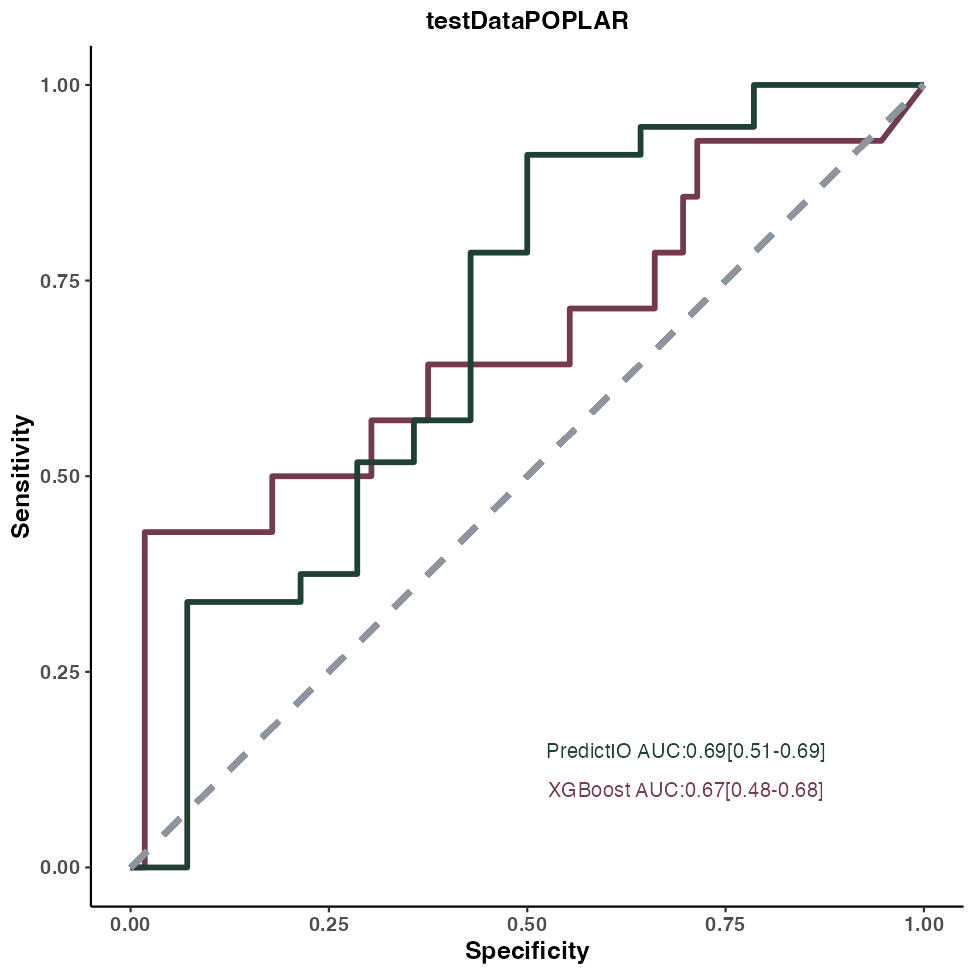 testDataPOPLAR
1.00
0.75
0.50
0.25
0.00
Sensitivity
PredictIO AUC:0.69[0.51-0.69]
XGBoost AUC:0.67[0.48-0.68]
0.00 0.25 0.50 0.75 1.00
Specificity